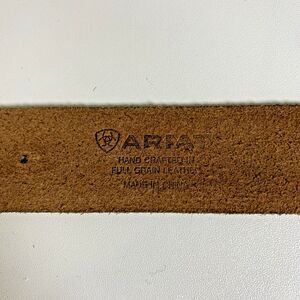 ARIAT
HAND CRAFTED IN
FULL GRAIN LEATHER
MADE IN CHINA